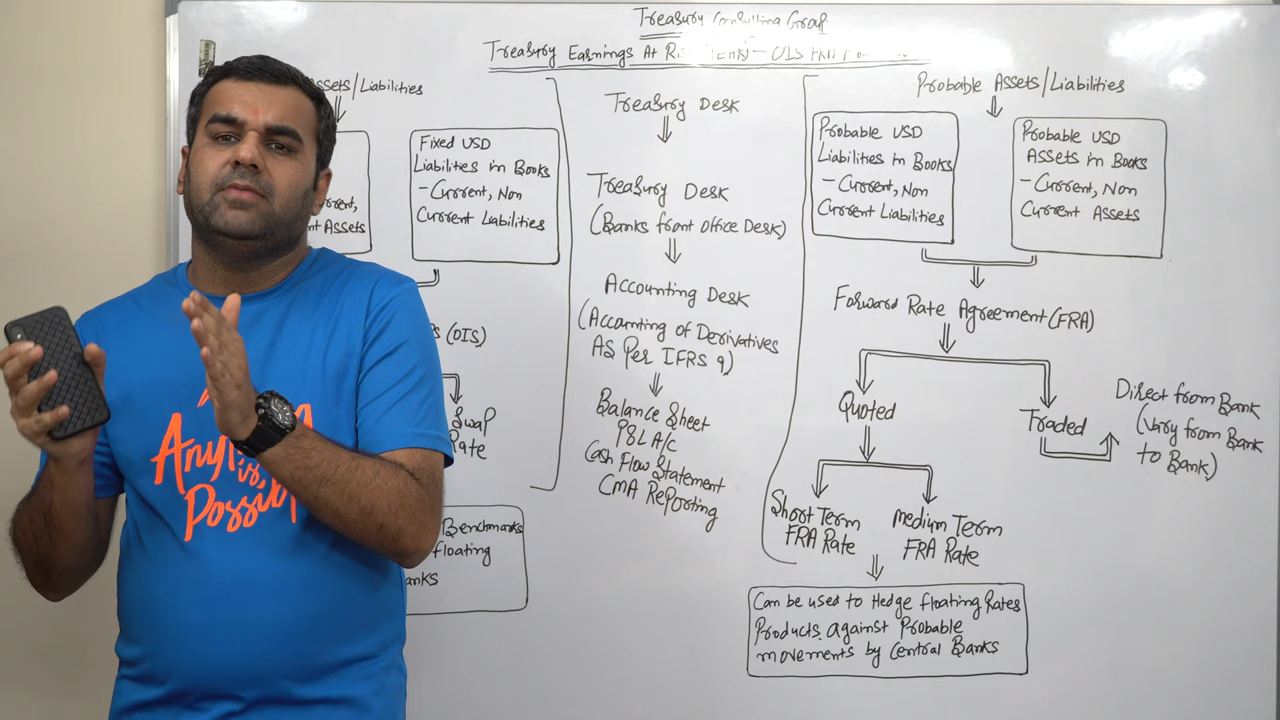 Treasury Consulting Group
Treasury Earnings At Risk (EAR) – OIS FRA
Assets/Liabilities
Fixed USD
Liabilities in Books
- Current, Non
Current Liabilities
Assets
(OIS)
Swap
Rate
Benchmarks
Floating
Treasury Desk
Treasury Desk
(Banks front office Desk)
Accounting Desk
(Accounting of Derivatives
AS Per IFRS 9)
Balance Sheet
P&L A/C
Cash Flow Statement
CMA Reporting
Probable Assets/Liabilities
Probable USD
Liabilities in Books
- Current, Non
Current Liabilities
Probable USD
Assets in Books
- Current, Non
Current Assets
Forward Rate Agreement (FRA)
Quoted
Traded
Direct from Bank
(Vary from Bank
to Bank)
Short Term
FRA Rate
Medium Term
FRA Rate
Can be used to Hedge floating Rates
Products against Probable
movements by Central Banks
Anything
is
Possible